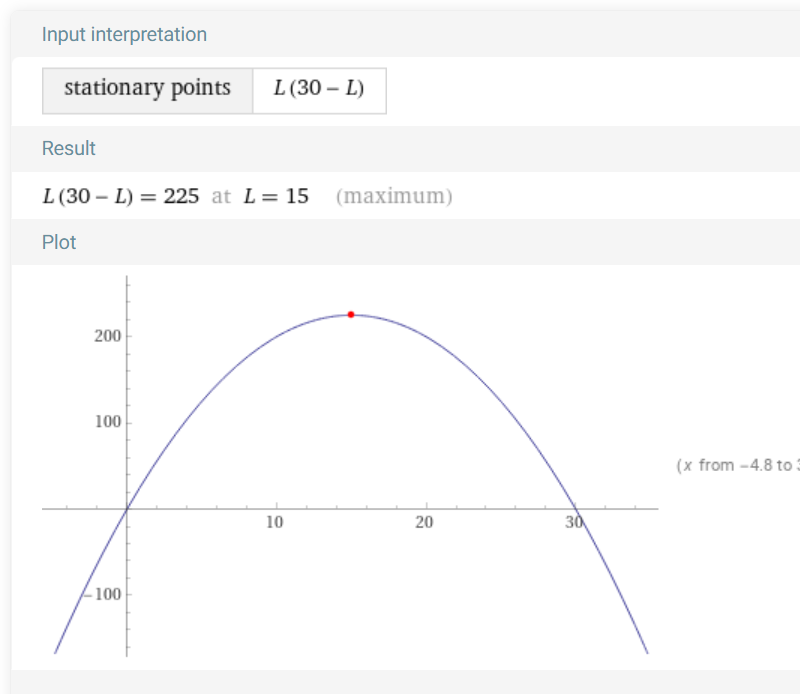 Input interpretation
stationary points L (30 – L)
Result
L (30 – L) = 225 at L = 15 (maximum)
Plot
200
100
10 20 30
–100
(x from –4.8 to